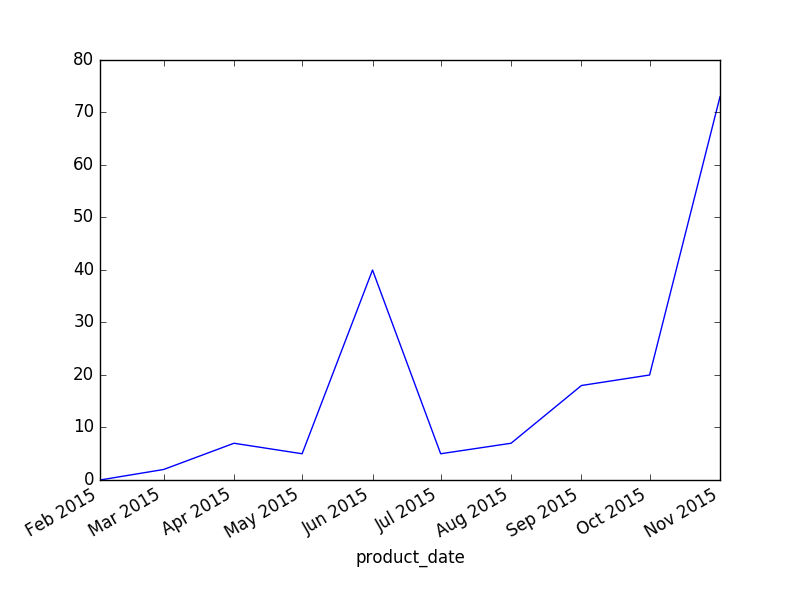 80
70
60
50
40
30
20
10
0
Feb 2015
Mar 2015
Apr 2015
May 2015
Jun 2015
Jul 2015
Aug 2015
Sep 2015
Oct 2015
Nov 2015
product_date